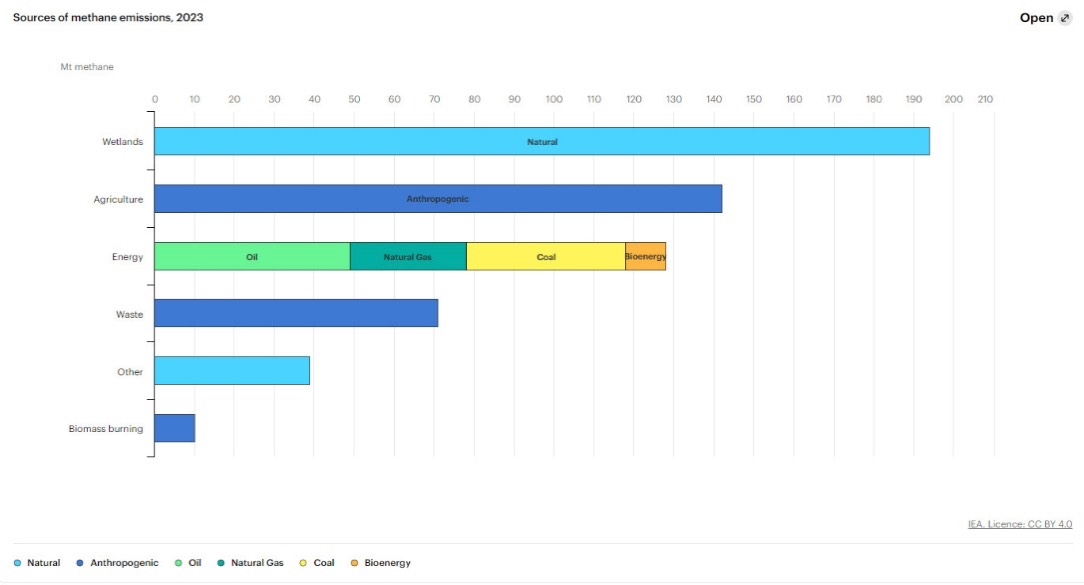 Sources of methane emissions, 2023
Open
Mt methane
0 10 20 30 40 50 60 70 80 90 100 110 120 130 140 150 160 170 180 190 200 210
Wetlands Natural
Agriculture Anthropogenic
Energy Oil Natural Gas Coal Bioenergy
Waste
Other
Biomass burning
IEA. Licence: CC BY 4.0
Natural Anthropogenic Oil Natural Gas Coal Bioenergy